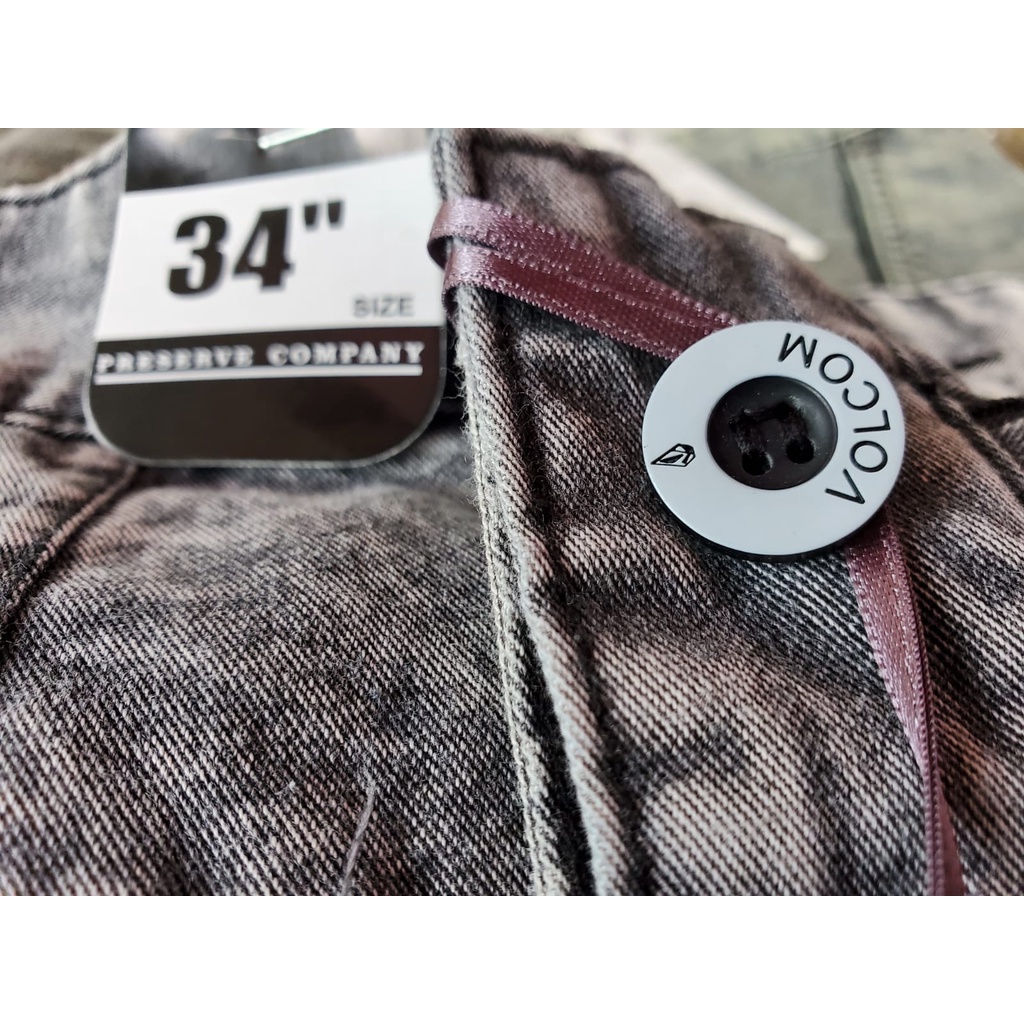 34"
SIZE
PRESERVE COMPANY
VOLCOM